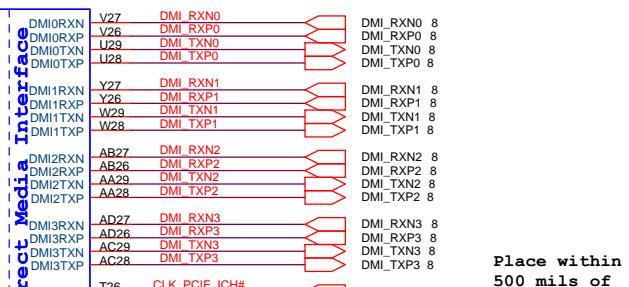 DMI0RXN V27 DMI_RXN0 DMI_RXN0 8
DMI0RXP V26 DMI_RXP0 DMI_RXP0 8
DMI0TXN U29 DMI_TXN0 DMI_TXN0 8
DMI0TXP U28 DMI_TXP0 DMI_TXP0 8
DMI1RXN Y27 DMI_RXN1 DMI_RXN1 8
DMI1RXP Y26 DMI_RXP1 DMI_RXP1 8
DMI1TXN W29 DMI_TXN1 DMI_TXN1 8
DMI1TXP W28 DMI_TXP1 DMI_TXP1 8
DMI2RXN AB27 DMI_RXN2 DMI_RXN2 8
DMI2RXP AB26 DMI_RXP2 DMI_RXP2 8
DMI2TXN AA29 DMI_TXN2 DMI_TXN2 8
DMI2TXP AA28 DMI_TXP2 DMI_TXP2 8
DMI3RXN AD27 DMI_RXN3 DMI_RXN3 8
DMI3RXP AD26 DMI_RXP3 DMI_RXP3 8
DMI3TXN AC29 DMI_TXN3 DMI_TXN3 8
DMI3TXP AC28 DMI_TXP3 DMI_TXP3 8
T26 CLK_PCIE_ICH#
rect Media Interface
Place within
500 mils of